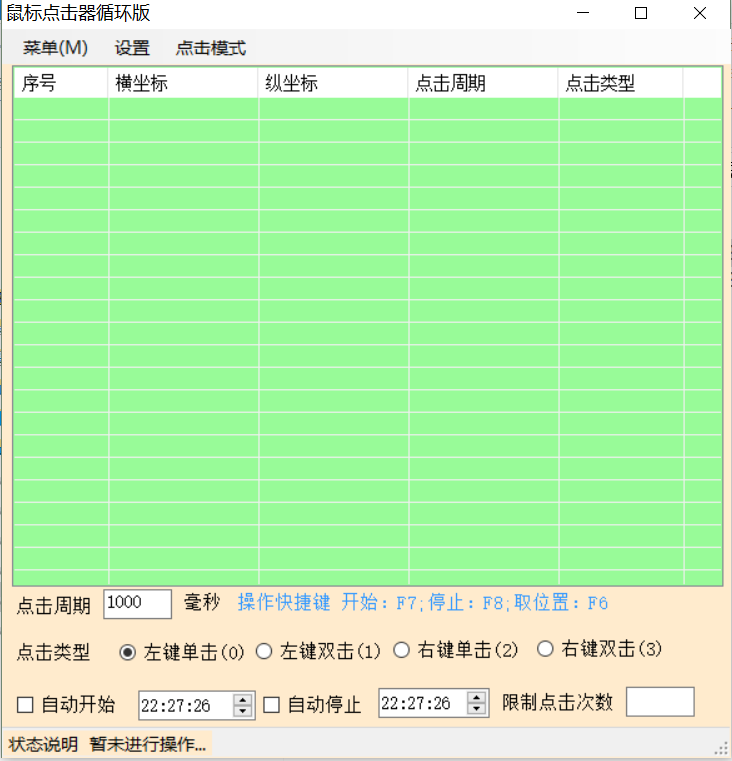 鼠标点击器循环版
菜单(M) 设置 点击模式
序号 横坐标 纵坐标 点击周期 点击类型
点击周期 1000 毫秒 操作快捷键 开始：F7;停止：F8;取位置：F6
点击类型 左键单击(0) 左键双击(1) 右键单击(2) 右键双击(3)
自动开始 22:27:26 自动停止 22:27:26 限制点击次数
状态说明 暂未进行操作...